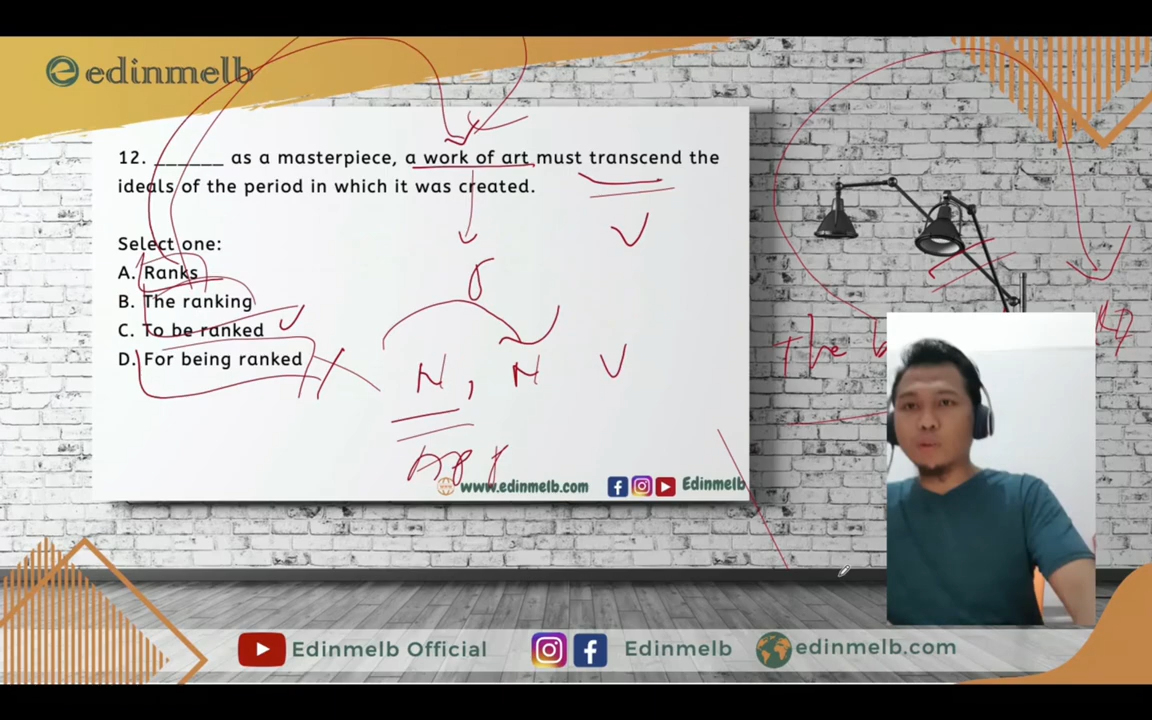 edinmelb
12. ______ as a masterpiece, a work of art must transcend the
ideals of the period in which it was created.
Select one:
A. Ranks
B. The ranking
C. To be ranked
D. For being ranked
V
N, N V
The
www.edinmelb.com Edinmelb
Edinmelb Official Edinmelb edinmelb.com